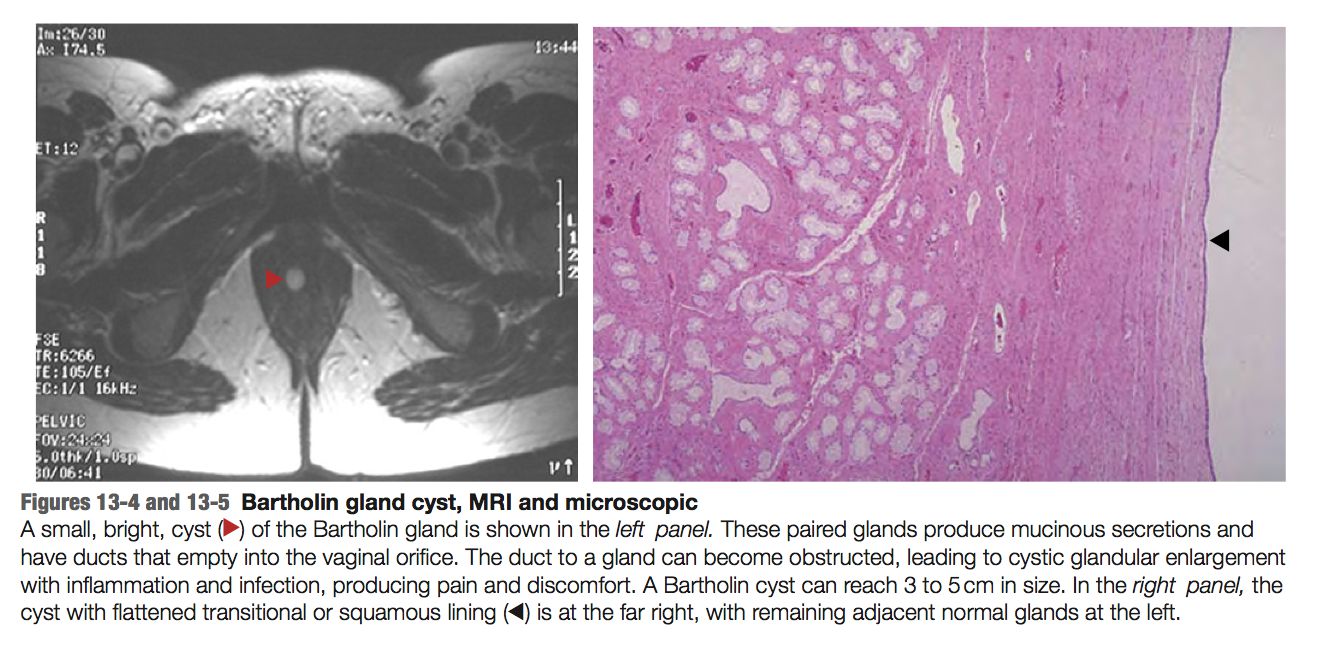 Im:26/30
Ax I74.5
13:44
ET:12
R
1
1
8
L
1
2
2
FSE
TR:6266
TE:105/Ef
EC:1/1 16kHz
PELVIC
FOV:24x24
5.0thk/1.0sp
30/06:41
Figures 13-4 and 13-5 Bartholin gland cyst, MRI and microscopic
A small, bright, cyst (▶) of the Bartholin gland is shown in the left panel. These paired glands produce mucinous secretions and
have ducts that empty into the vaginal orifice. The duct to a gland can become obstructed, leading to cystic glandular enlargement
with inflammation and infection, producing pain and discomfort. A Bartholin cyst can reach 3 to 5 cm in size. In the right panel, the
cyst with flattened transitional or squamous lining (◀) is at the far right, with remaining adjacent normal glands at the left.